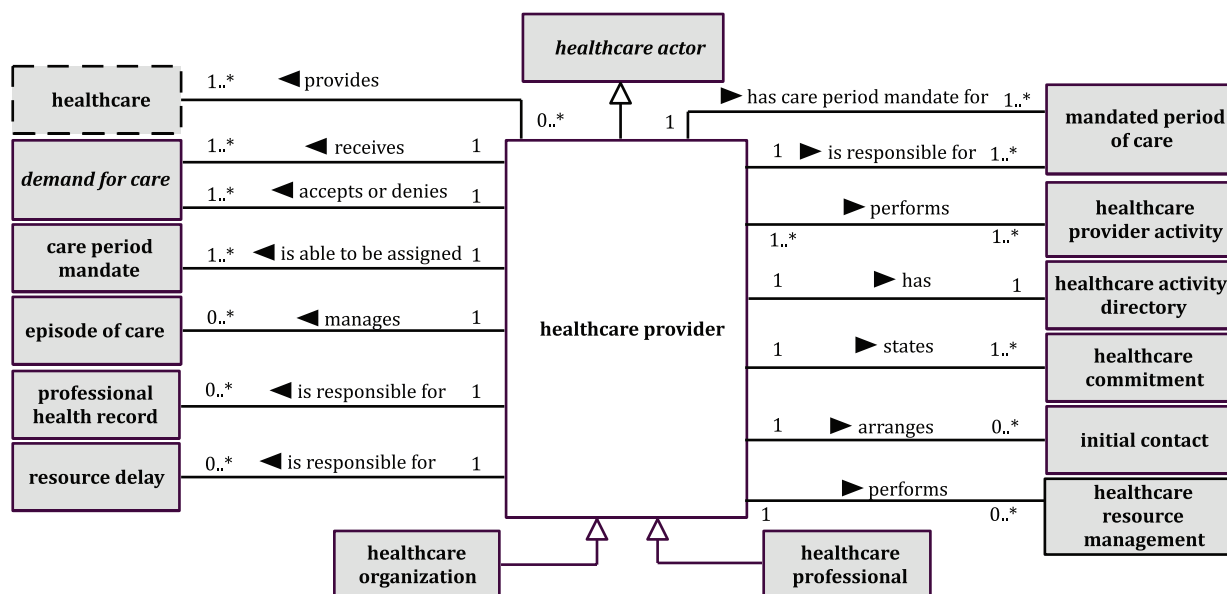 healthcare actor
healthcare
1..*
◄ provides
0..*
1
► has care period mandate for
1..*
mandated period
of care
demand for care
1..*
◄ receives
1
1..*
◄ accepts or denies
1
1
► is responsible for
1..*
care period
mandate
1..*
◄ is able to be assigned
1
► performs
1..*
1..*
healthcare
provider activity
episode of care
0..*
◄ manages
1
healthcare provider
1
► has
1
healthcare activity
directory
1
► states
1..*
healthcare
commitment
professional
health record
0..*
◄ is responsible for
1
1
► arranges
0..*
initial contact
resource delay
0..*
◄ is responsible for
1
► performs
1
0..*
healthcare
resource
management
healthcare
organization
healthcare
professional